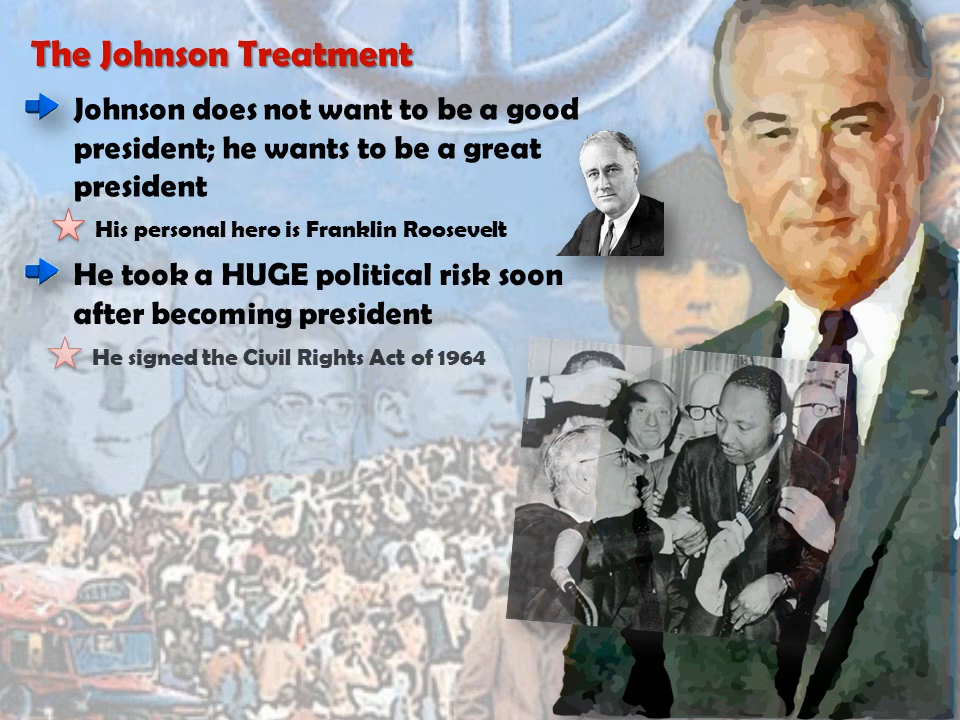 The Johnson Treatment
Johnson does not want to be a good
president; he wants to be a great
president
His personal hero is Franklin Roosevelt
He took a HUGE political risk soon
after becoming president
He signed the Civil Rights Act of 1964